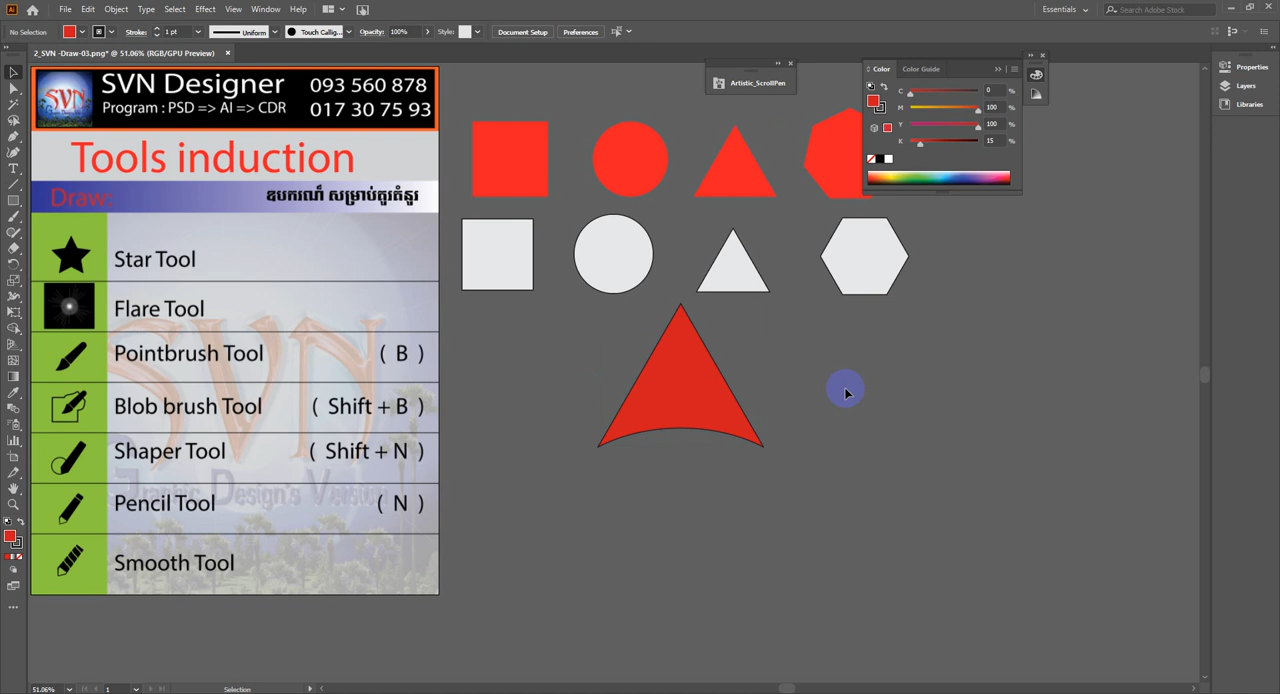 File Edit Object Type Select Effect View Window Help
Essentials
Search Adobe Stock
No Selection Stroke: 1 pt Uniform Touch Callig... Opacity: 100% Style: Document Setup Preferences
2_SVN -Draw-03.png* @ 51.06% (RGB/GPU Preview)
SVN Designer 093 560 878
Program : PSD => AI => CDR 017 30 75 93
Tools induction
Draw: ឧបករណ៏ សម្រាប់គួរគំនូរ
Star Tool
Flare Tool
Pointbrush Tool ( B )
Blob brush Tool ( Shift + B )
Shaper Tool ( Shift + N )
Pencil Tool ( N )
Smooth Tool
SVN
Graphic Design's Version
Artistic_ScrollPen
Color Color Guide
C 0 %
M 100 %
Y 100 %
K 15 %
Properties
Layers
Libraries
51.06% 1 Selection